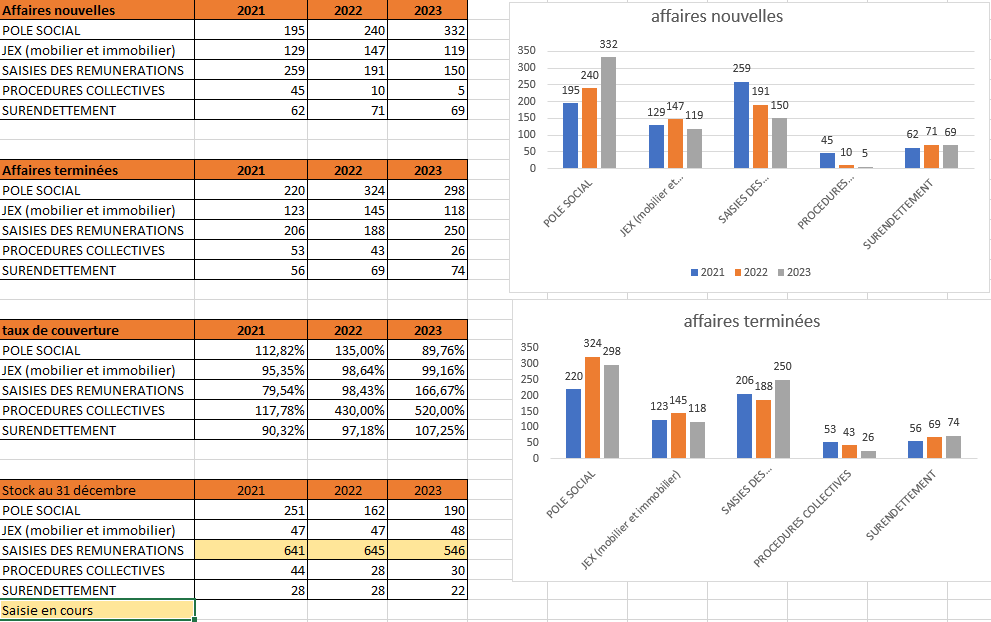 Affaires nouvelles 2021 2022 2023
POLE SOCIAL 195 240 332
JEX (mobilier et immobilier) 129 147 119
SAISIES DES REMUNERATIONS 259 191 150
PROCEDURES COLLECTIVES 45 10 5
SURENDETTEMENT 62 71 69
Affaires terminées 2021 2022 2023
POLE SOCIAL 220 324 298
JEX (mobilier et immobilier) 123 145 118
SAISIES DES REMUNERATIONS 206 188 250
PROCEDURES COLLECTIVES 53 43 26
SURENDETTEMENT 56 69 74
taux de couverture 2021 2022 2023
POLE SOCIAL 112,82% 135,00% 89,76%
JEX (mobilier et immobilier) 95,35% 98,64% 99,16%
SAISIES DES REMUNERATIONS 79,54% 98,43% 166,67%
PROCEDURES COLLECTIVES 117,78% 430,00% 520,00%
SURENDETTEMENT 90,32% 97,18% 107,25%
Stock au 31 décembre 2021 2022 2023
POLE SOCIAL 251 162 190
JEX (mobilier et immobilier) 47 47 48
SAISIES DES REMUNERATIONS 641 645 546
PROCEDURES COLLECTIVES 44 28 30
SURENDETTEMENT 28 28 22
Saisie en cours
affaires nouvelles
350
300
250
200
150
100
50
0
195 240 332
129 147 119
259 191 150
45 10 5
62 71 69
POLE SOCIAL
JEX (mobilier et...
SAISIES DES...
PROCEDURES...
SURENDETTEMENT
2021 2022 2023
affaires terminées
350
300
250
200
150
100
50
0
220 324 298
123 145 118
206 188 250
53 43 26
56 69 74
POLE SOCIAL
JEX (mobilier et immobilier)
SAISIES DES...
PROCEDURES COLLECTIVES
SURENDETTEMENT